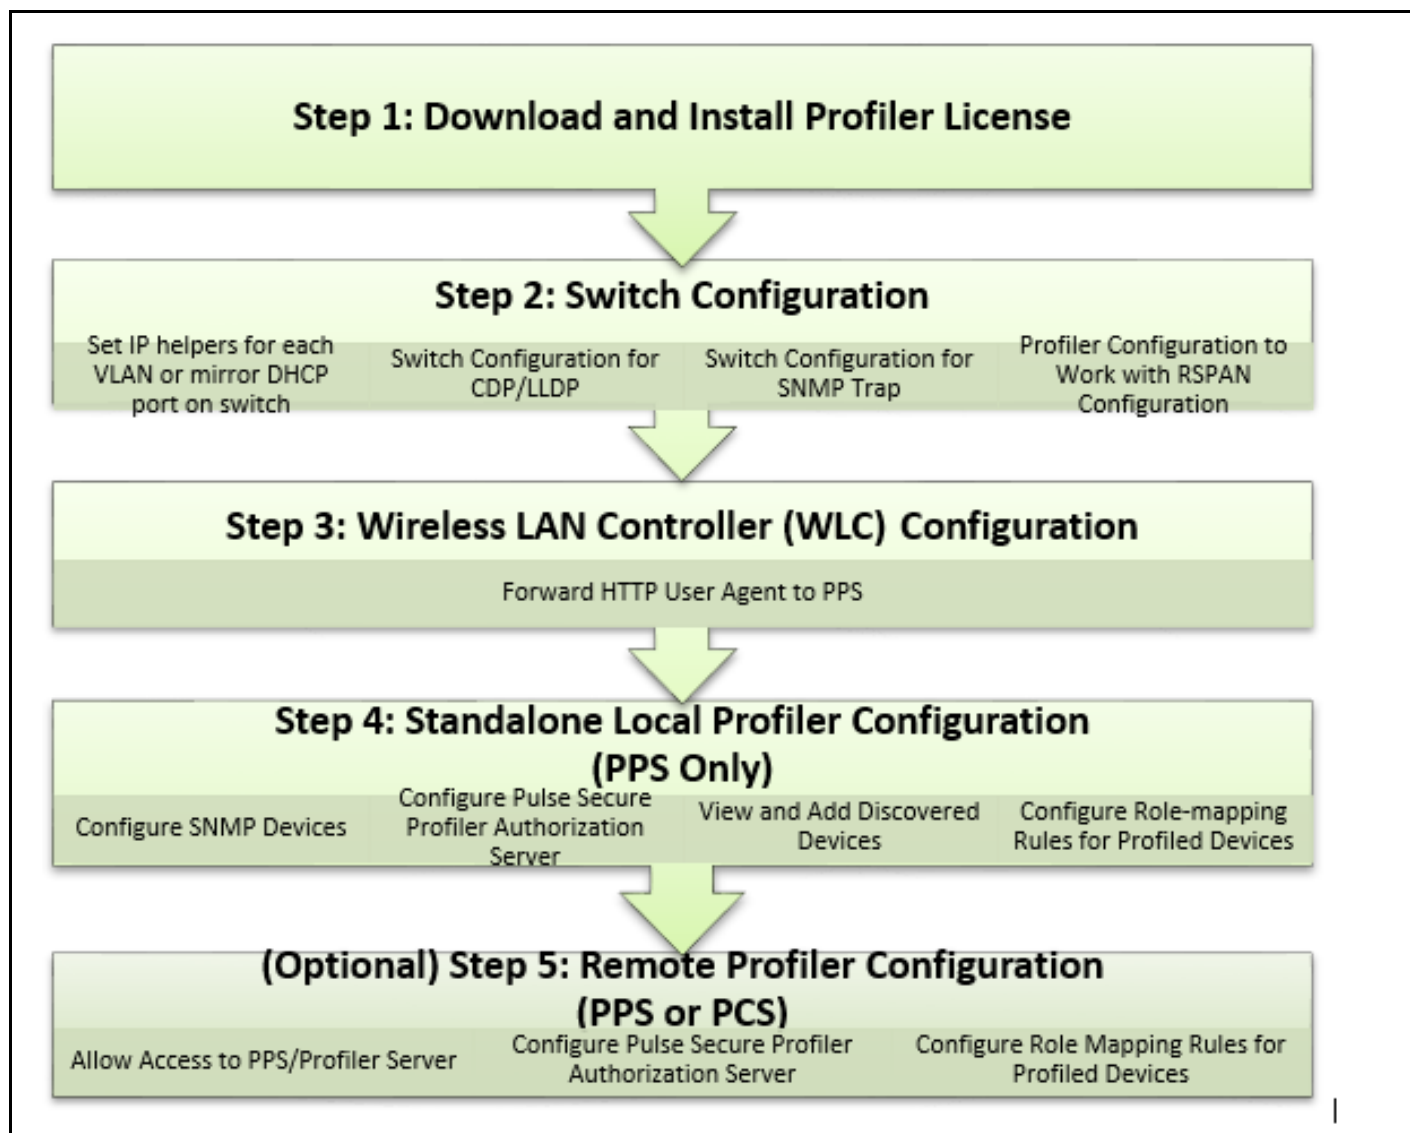 Step 1: Download and Install Profiler License
Step 2: Switch Configuration
Set IP helpers for each
VLAN or mirror DHCP
port on switch
Switch Configuration for
CDP/LLDP
Switch Configuration for
SNMP Trap
Profiler Configuration to
Work with RSPAN
Configuration
Step 3: Wireless LAN Controller (WLC) Configuration
Forward HTTP User Agent to PPS
Step 4: Standalone Local Profiler Configuration
(PPS Only)
Configure SNMP Devices
Configure Pulse Secure
Profiler Authorization
Server
View and Add Discovered
Devices
Configure Role-mapping
Rules for Profiled Devices
(Optional) Step 5: Remote Profiler Configuration
(PPS or PCS)
Allow Access to PPS/Profiler Server
Configure Pulse Secure Profiler
Authorization Server
Configure Role Mapping Rules for
Profiled Devices